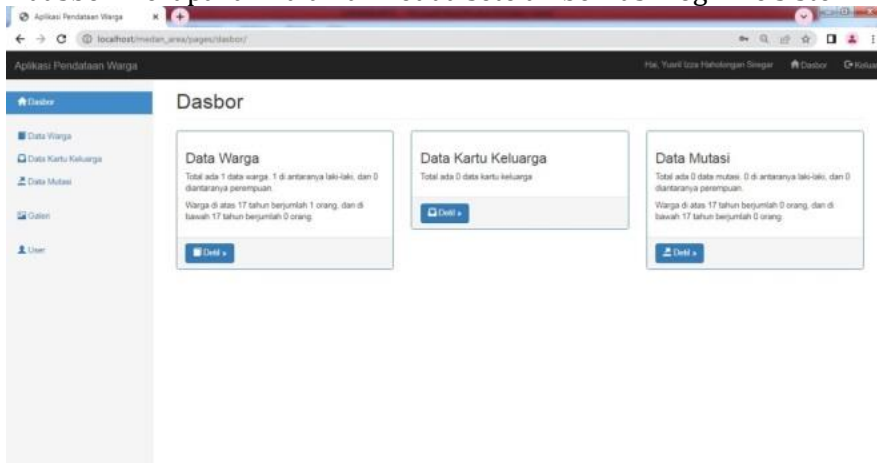 Aplikasi Pendataan Warga
localhost/medan_area/pages/dasbor/
Aplikasi Pendataan Warga
Hai, Yusril Izza Haholongan Siregar
Dasbor
Keluar
Dasbor
Data Warga
Data Kartu Keluarga
Data Mutasi
Galeri
User
Dasbor
Data Warga
Total ada 1 data warga. 1 di antaranya laki-laki, dan 0
diantaranya perempuan.
Warga di atas 17 tahun berjumlah 1 orang, dan di
bawah 17 tahun berjumlah 0 orang.
Detil »
Data Kartu Keluarga
Total ada 0 data kartu keluarga
Detil »
Data Mutasi
Total ada 0 data mutasi. 0 di antaranya laki-laki, dan 0
diantaranya perempuan.
Warga di atas 17 tahun berjumlah 0 orang, dan di
bawah 17 tahun berjumlah 0 orang.
Detil »